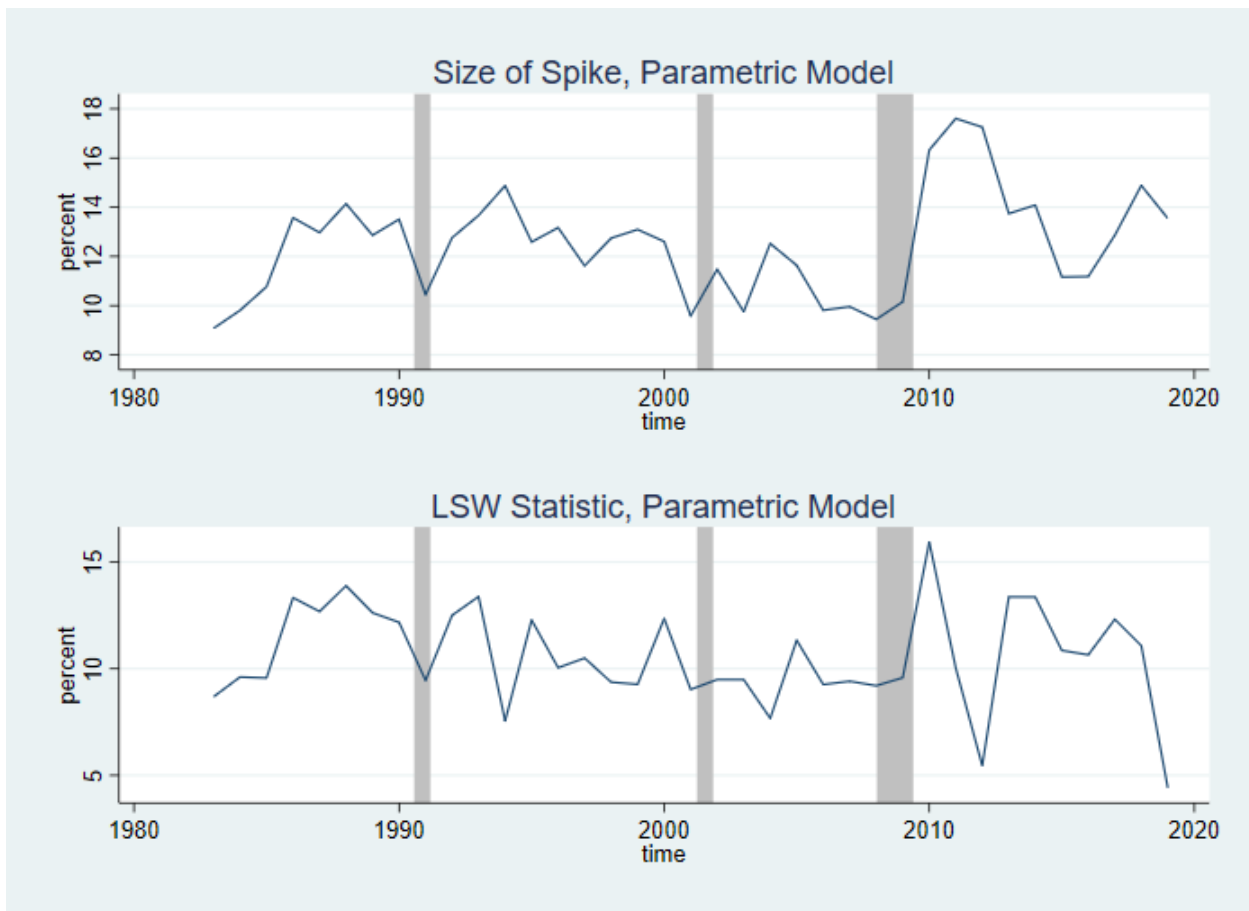 Size of Spike, Parametric Model
18
16
14
12
10
8
percent
1980 1990 2000 2010 2020
time
LSW Statistic, Parametric Model
15
10
5
percent
1980 1990 2000 2010 2020
time